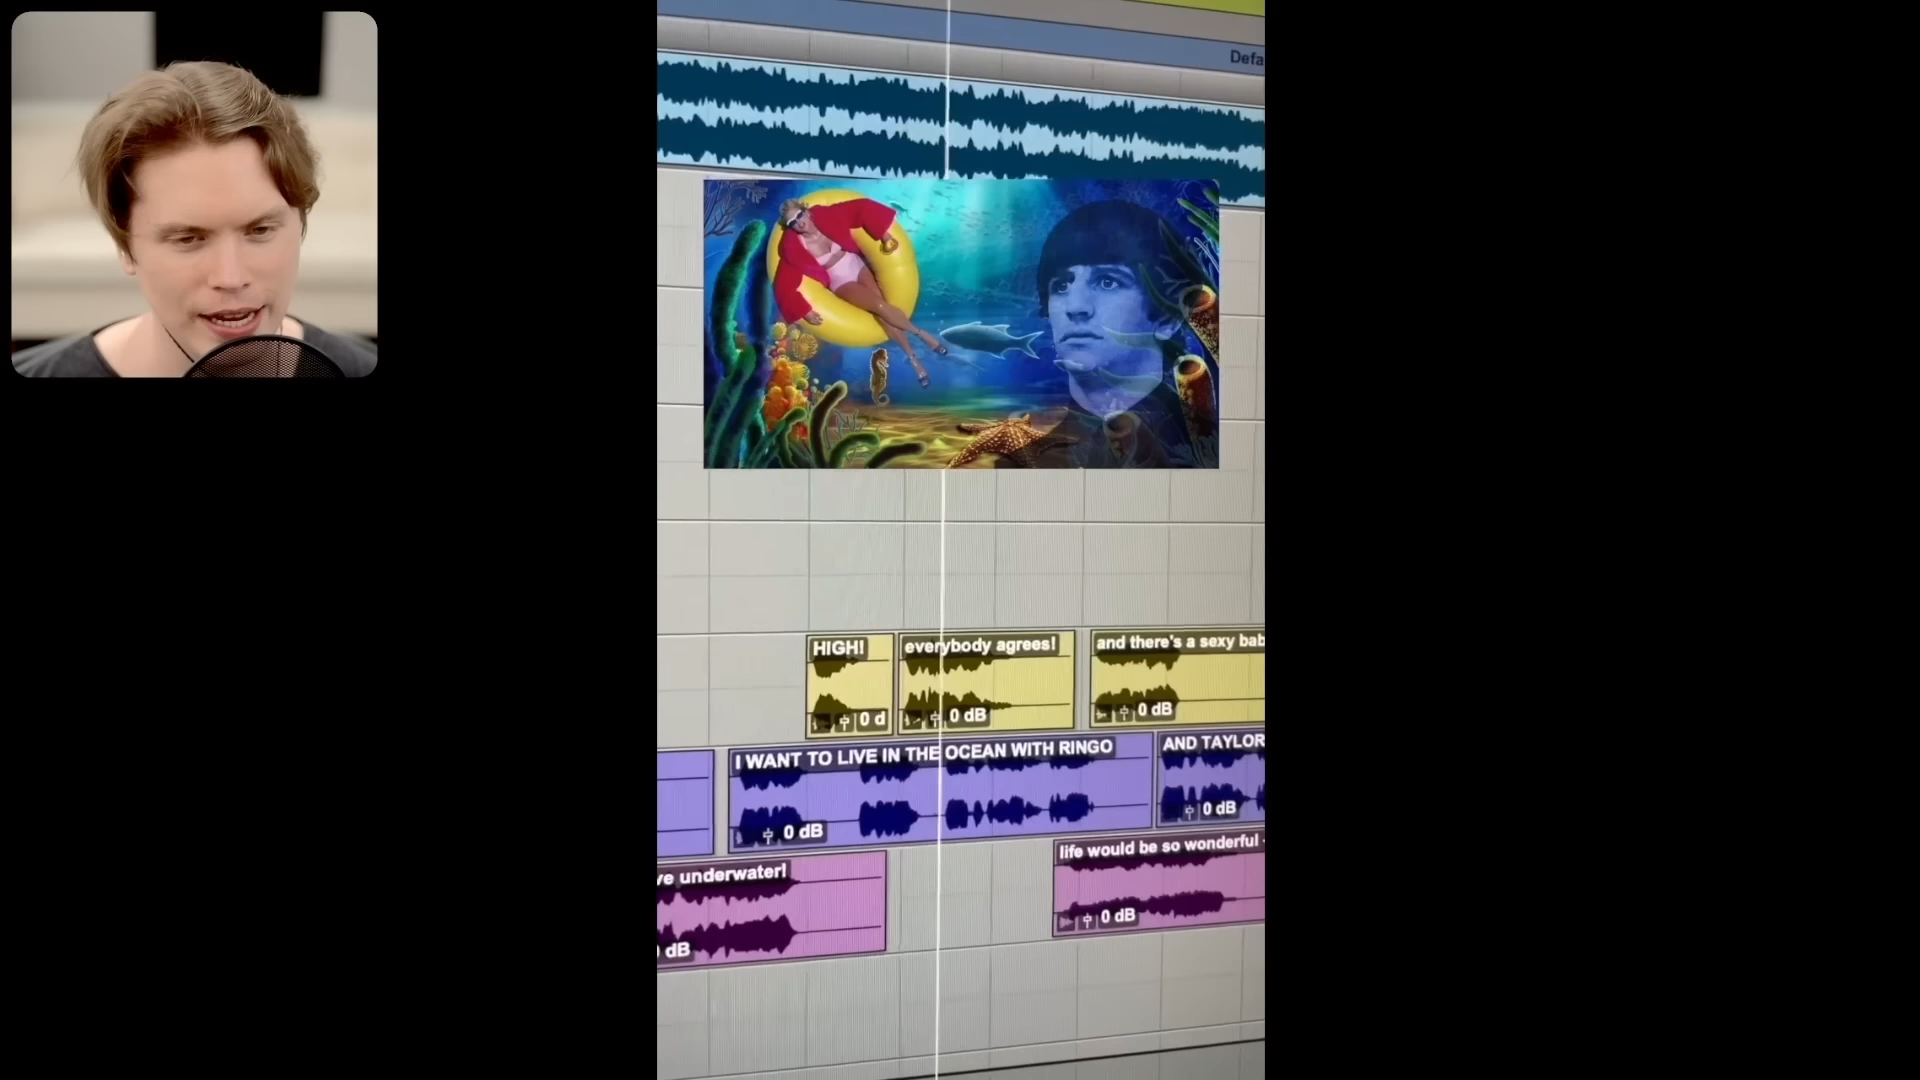 Defa
HIGH!
everybody agrees!
and there's a sexy bab
0 d
0 dB
0 dB
I WANT TO LIVE IN THE OCEAN WITH RINGO
AND TAYLOR
0 dB
0 dB
ve underwater!
life would be so wonderful
dB
0 dB